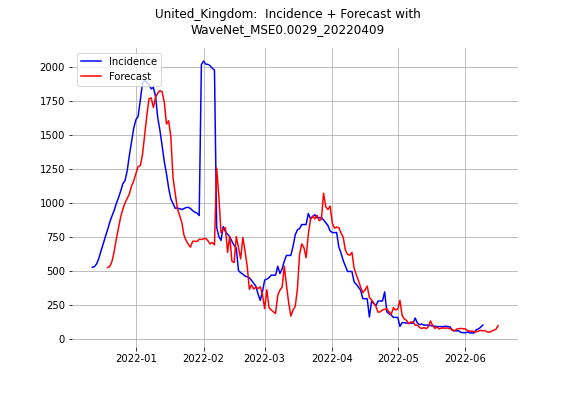 United_Kingdom:  Incidence + Forecast with
WaveNet_MSE0.0029_20220409
Incidence
Forecast
2000
1750
1500
1250
1000
750
500
250
0
2022-01 2022-02 2022-03 2022-04 2022-05 2022-06